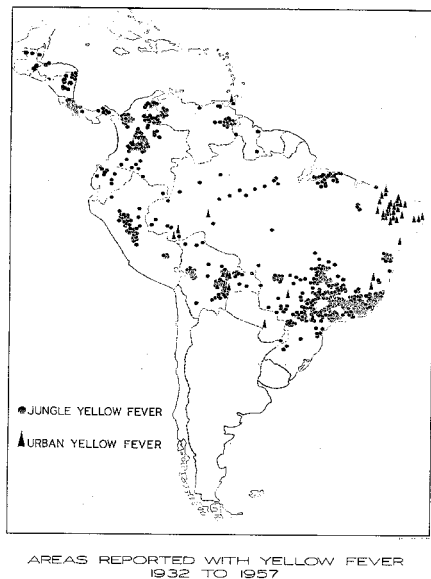 JUNGLE YELLOW FEVER
URBAN YELLOW FEVER
AREAS REPORTED WITH YELLOW FEVER
1932 TO 1957